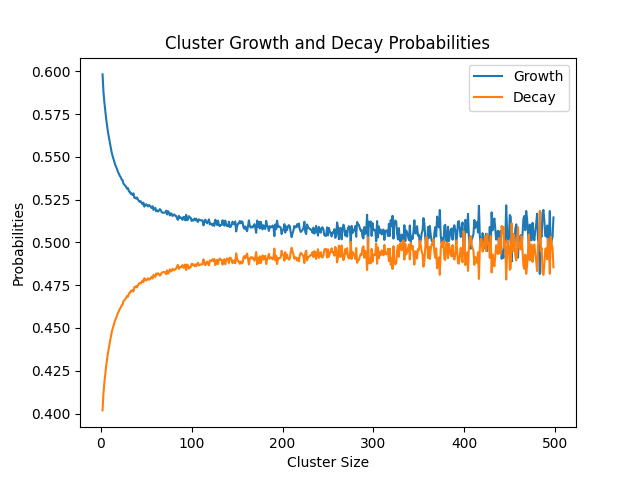 Cluster Growth and Decay Probabilities
Growth
Decay
0.600
0.575
0.550
0.525
0.500
0.475
0.450
0.425
0.400
Probabilities
0 100 200 300 400 500
Cluster Size